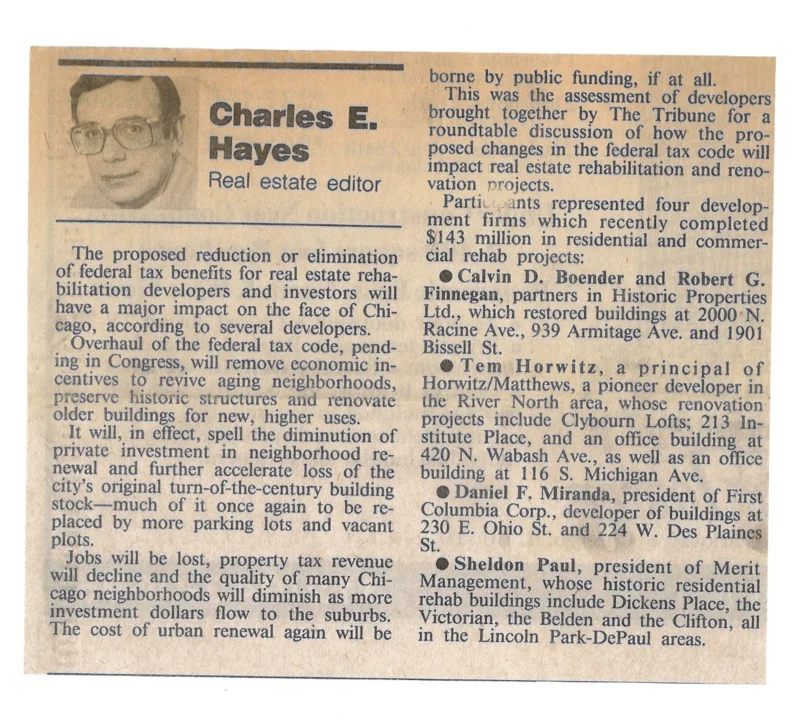 Charles E.
Hayes
Real estate editor
The proposed reduction or elimination
of federal tax benefits for real estate reha-
bilitation developers and investors will
have a major impact on the face of Chi-
cago, according to several developers.
Overhaul of the federal tax code, pend-
ing in Congress, will remove economic in-
centives to revive aging neighborhoods,
preserve historic structures and renovate
older buildings for new, higher uses.
It will, in effect, spell the diminution of
private investment in neighborhood re-
newal and further accelerate loss of the
city's original turn-of-the-century building
stock—much of it once again to be re-
placed by more parking lots and vacant
plots.
Jobs will be lost, property tax revenue
will decline and the quality of many Chi-
cago neighborhoods will diminish as more
investment dollars flow to the suburbs.
The cost of urban renewal again will be
borne by public funding, if at all.
This was the assessment of developers
brought together by The Tribune for a
roundtable discussion of how the pro-
posed changes in the federal tax code will
impact real estate rehabilitation and reno-
vation projects.
Participants represented four develop-
ment firms which recently completed
$143 million in residential and commer-
cial rehab projects:
● Calvin D. Boender and Robert G.
Finnegan, partners in Historic Properties
Ltd., which restored buildings at 2000 N.
Racine Ave., 939 Armitage Ave. and 1901
Bissell St.
● Tem Horwitz, a principal of
Horwitz/Matthews, a pioneer developer in
the River North area, whose renovation
projects include Clybourn Lofts; 213 In-
stitute Place, and an office building at
420 N. Wabash Ave., as well as an office
building at 116 S. Michigan Ave.
● Daniel F. Miranda, president of First
Columbia Corp., developer of buildings at
230 E. Ohio St. and 224 W. Des Plaines
St.
● Sheldon Paul, president of Merit
Management, whose historic residential
rehab buildings include Dickens Place, the
Victorian, the Belden and the Clifton, all
in the Lincoln Park-DePaul areas.